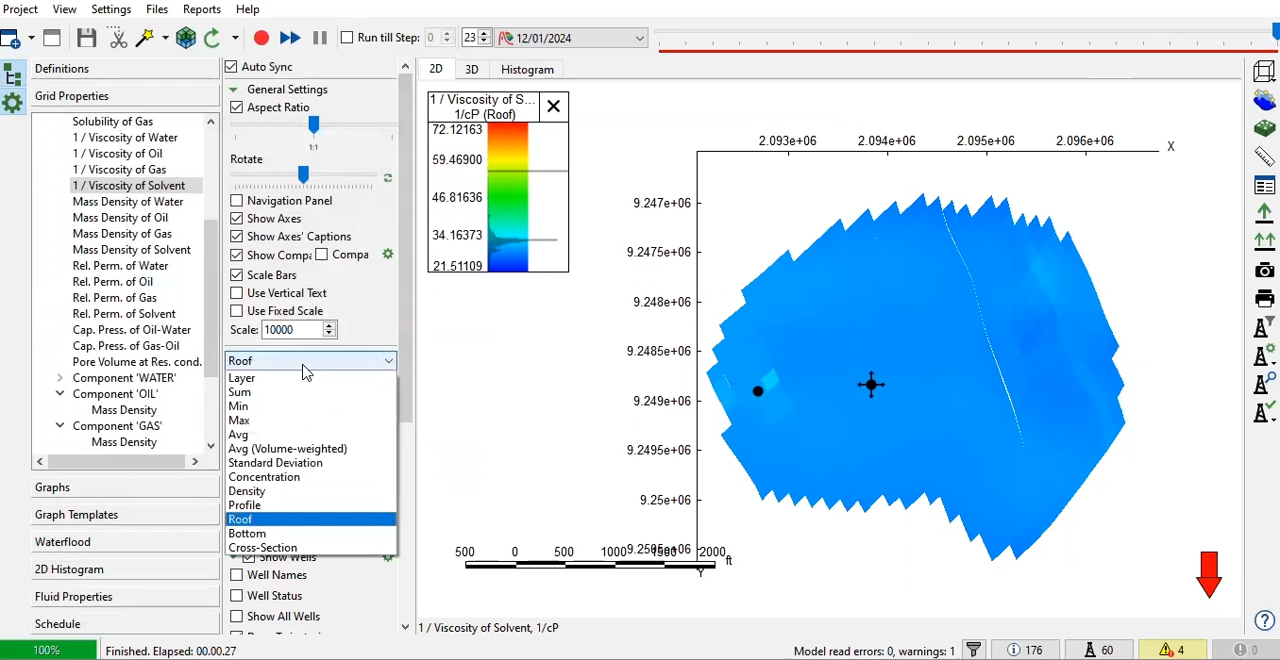 Project View Settings Files Reports Help
Run till Step: 0 23 12/01/2024
Definitions
Grid Properties
Solubility of Gas
1 / Viscosity of Water
1 / Viscosity of Oil
1 / Viscosity of Gas
1 / Viscosity of Solvent
Mass Density of Water
Mass Density of Oil
Mass Density of Gas
Mass Density of Solvent
Rel. Perm. of Water
Rel. Perm. of Oil
Rel. Perm. of Gas
Rel. Perm. of Solvent
Cap. Press. of Oil-Water
Cap. Press. of Gas-Oil
Pore Volume at Res. cond.
Component 'WATER'
Component 'OIL'
Mass Density
Component 'GAS'
Mass Density
Graphs
Graph Templates
Waterflood
2D Histogram
Fluid Properties
Schedule
Auto Sync
General Settings
Aspect Ratio
1:1
Rotate
Navigation Panel
Show Axes
Show Axes' Captions
Show Compa Compa
Scale Bars
Use Vertical Text
Use Fixed Scale
Scale: 10000
Roof
Layer
Sum
Min
Max
Avg
Avg (Volume-weighted)
Standard Deviation
Concentration
Density
Profile
Roof
Bottom
Cross-Section
Show Wells
Well Names
Well Status
Show All Wells
2D 3D Histogram
1 / Viscosity of S...
1/cP (Roof)
72.12163
59.46900
46.81636
34.16373
21.51109
2.093e+06 2.094e+06 2.095e+06 2.096e+06 X
9.247e+06
9.2475e+06
9.248e+06
9.2485e+06
9.249e+06
9.2495e+06
9.25e+06
9.2505e+06
Y
500 0 500 1000 1500 2000 ft
1 / Viscosity of Solvent, 1/cP
100% Finished. Elapsed: 00.00.27 Model read errors: 0, warnings: 1 176 60 4 0